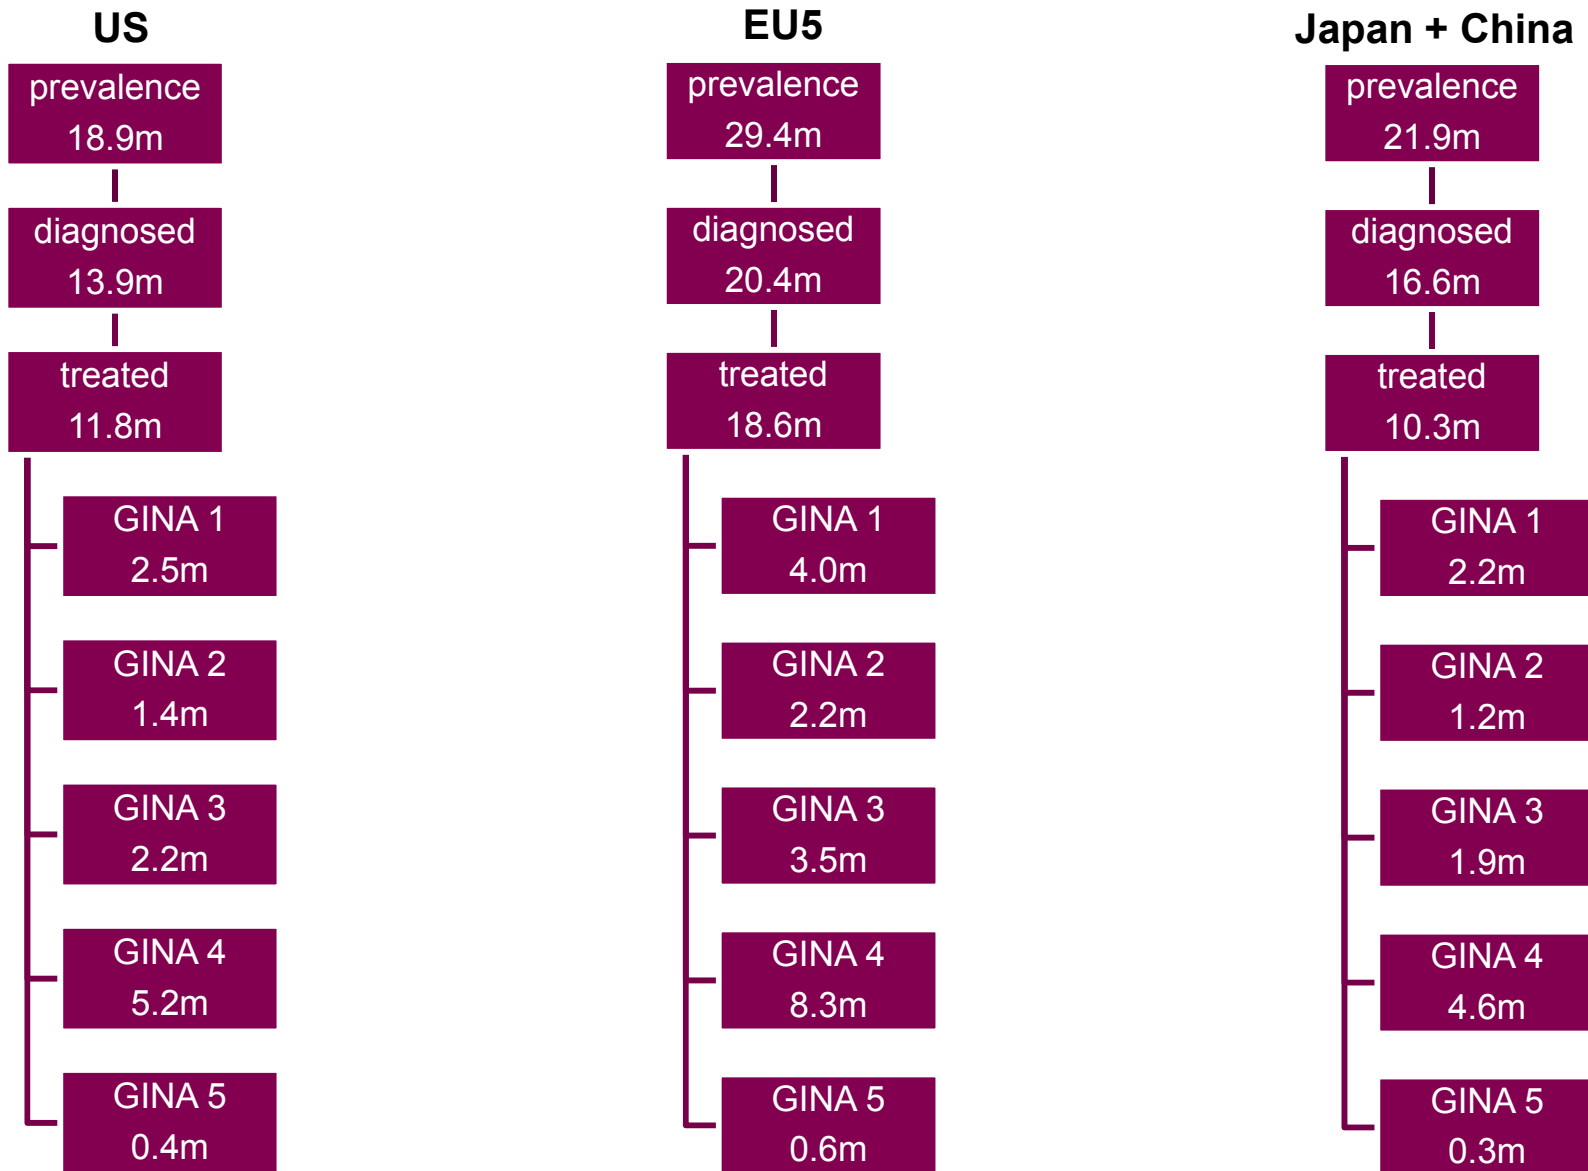 US
prevalence
18.9m
diagnosed
13.9m
treated
11.8m
GINA 1
2.5m
GINA 2
1.4m
GINA 3
2.2m
GINA 4
5.2m
GINA 5
0.4m
EU5
prevalence
29.4m
diagnosed
20.4m
treated
18.6m
GINA 1
4.0m
GINA 2
2.2m
GINA 3
3.5m
GINA 4
8.3m
GINA 5
0.6m
Japan + China
prevalence
21.9m
diagnosed
16.6m
treated
10.3m
GINA 1
2.2m
GINA 2
1.2m
GINA 3
1.9m
GINA 4
4.6m
GINA 5
0.3m